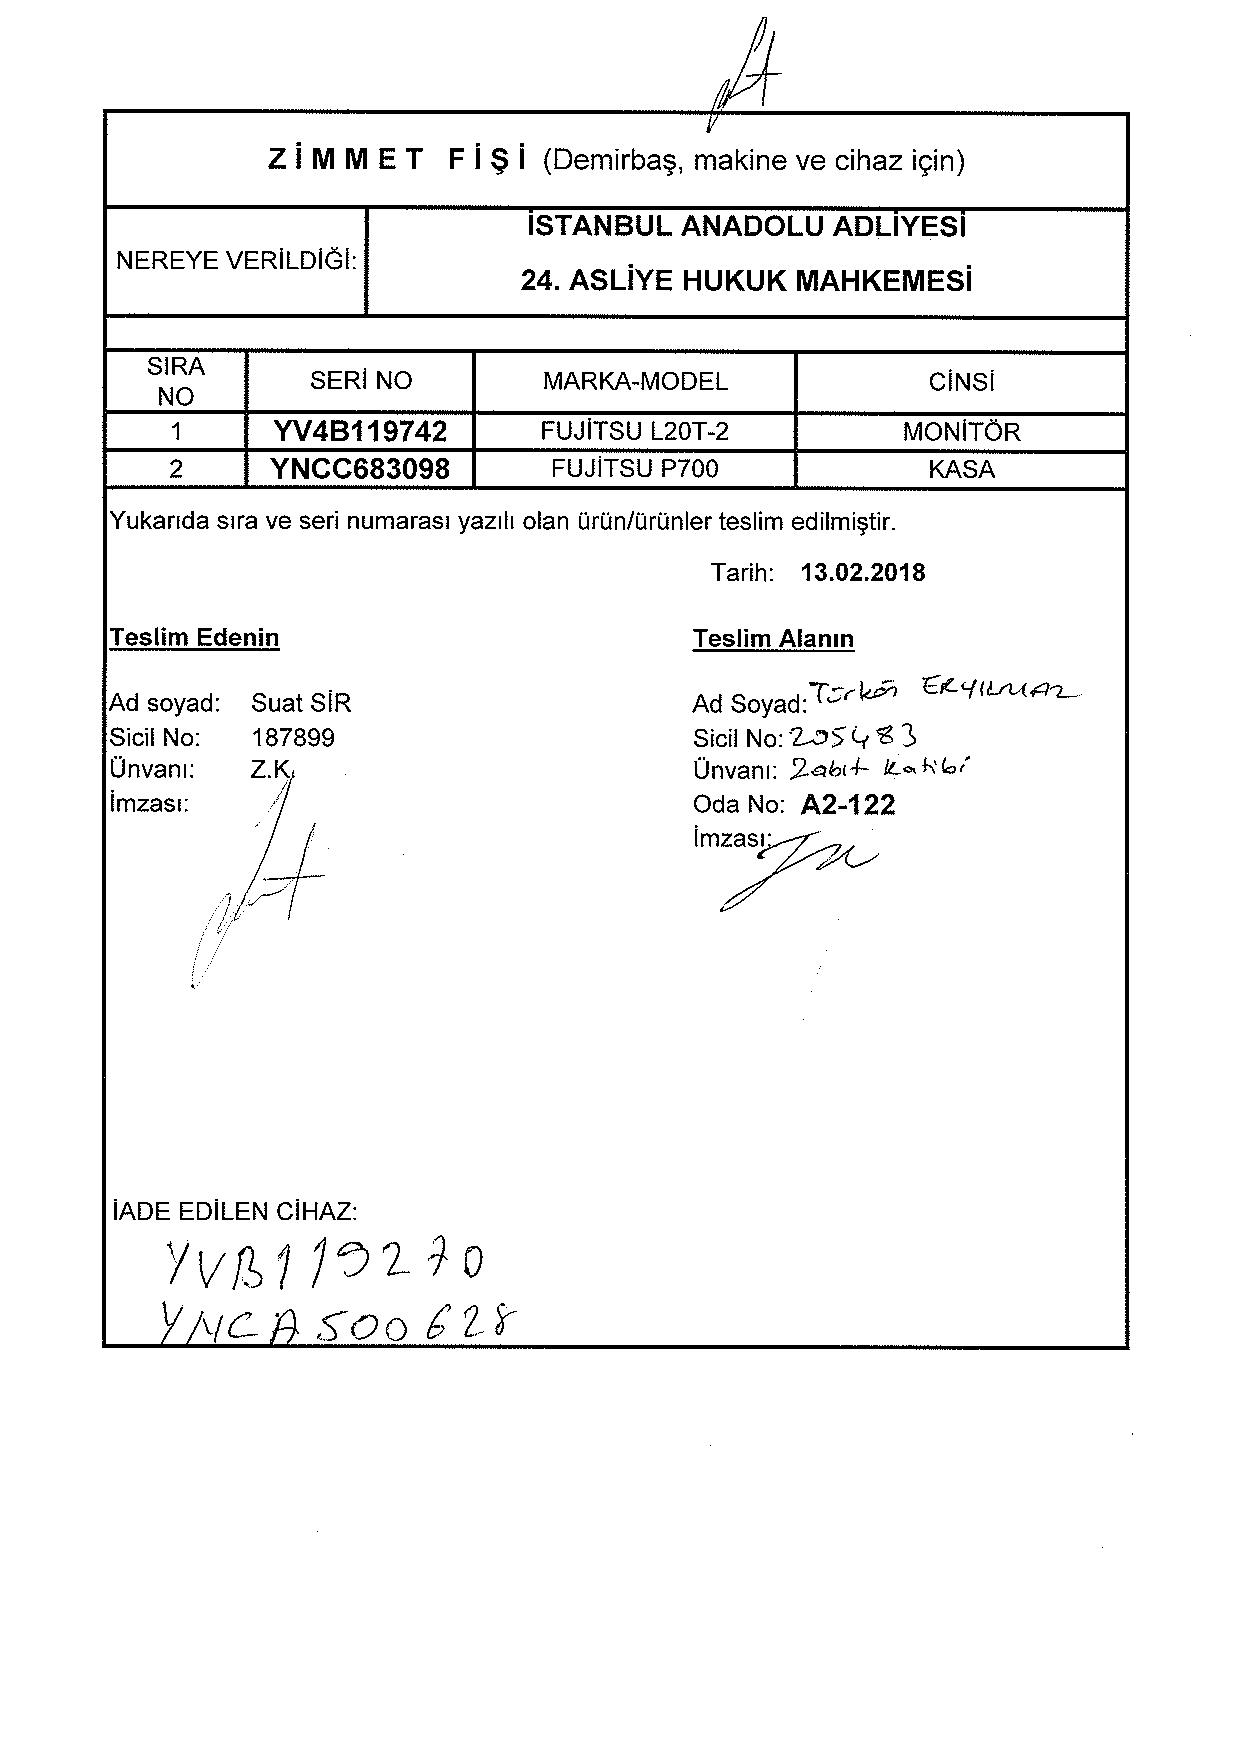 ZİMMET FİŞİ (Demirbaş, makine ve cihaz için)
NEREYE VERİLDİĞİ:
İSTANBUL ANADOLU ADLİYESİ
24. ASLİYE HUKUK MAHKEMESİ
SIRA NO SERİ NO MARKA-MODEL CİNSİ
1 YV4B119742 FUJİTSU L20T-2 MONİTÖR
2 YNCC683098 FUJİTSU P700 KASA
Yukarıda sıra ve seri numarası yazılı olan ürün/ürünler teslim edilmiştir.
Tarih: 13.02.2018
Teslim Edenin
Ad soyad: Suat SİR
Sicil No: 187899
Ünvanı: Z.K.
İmzası:
Teslim Alanın
Ad Soyad: ERYILMAZ
Sicil No: 205483
Ünvanı: Zabıt Katibi
Oda No: A2-122
İmzası:
İADE EDİLEN CİHAZ:
YVB119270
YNCA500628